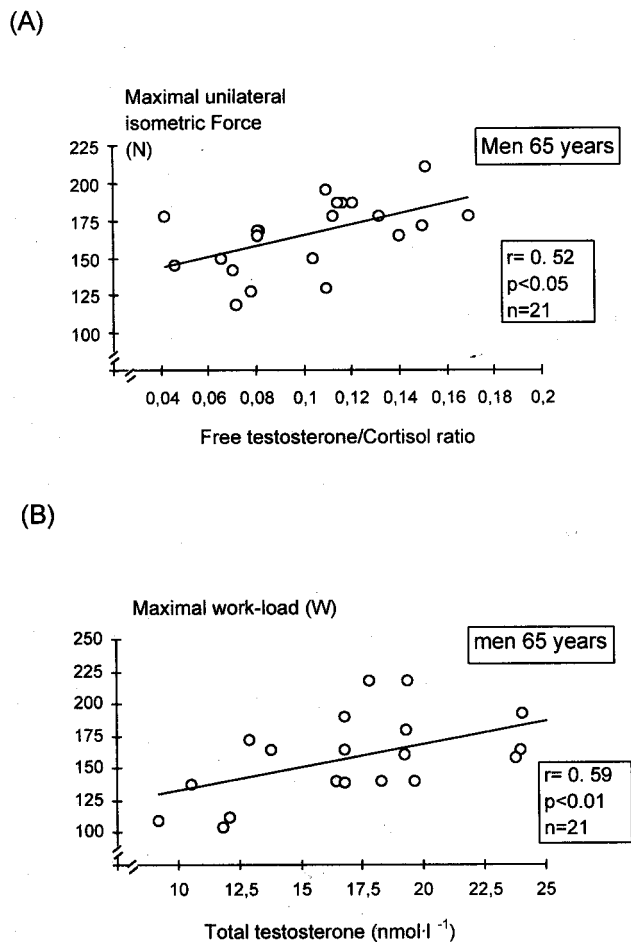 (A)
Maximal unilateral
isometric Force
(N)
Men 65 years
225
200
175
150
125
100
r= 0. 52
p<0.05
n=21
0,04 0,06 0,08 0,1 0,12 0,14 0,16 0,18 0,2
Free testosterone/Cortisol ratio
(B)
Maximal work-load (W)
men 65 years
250
225
200
175
150
125
100
r= 0. 59
p<0.01
n=21
10 12,5 15 17,5 20 22,5 25
Total testosterone (nmol·l -1)